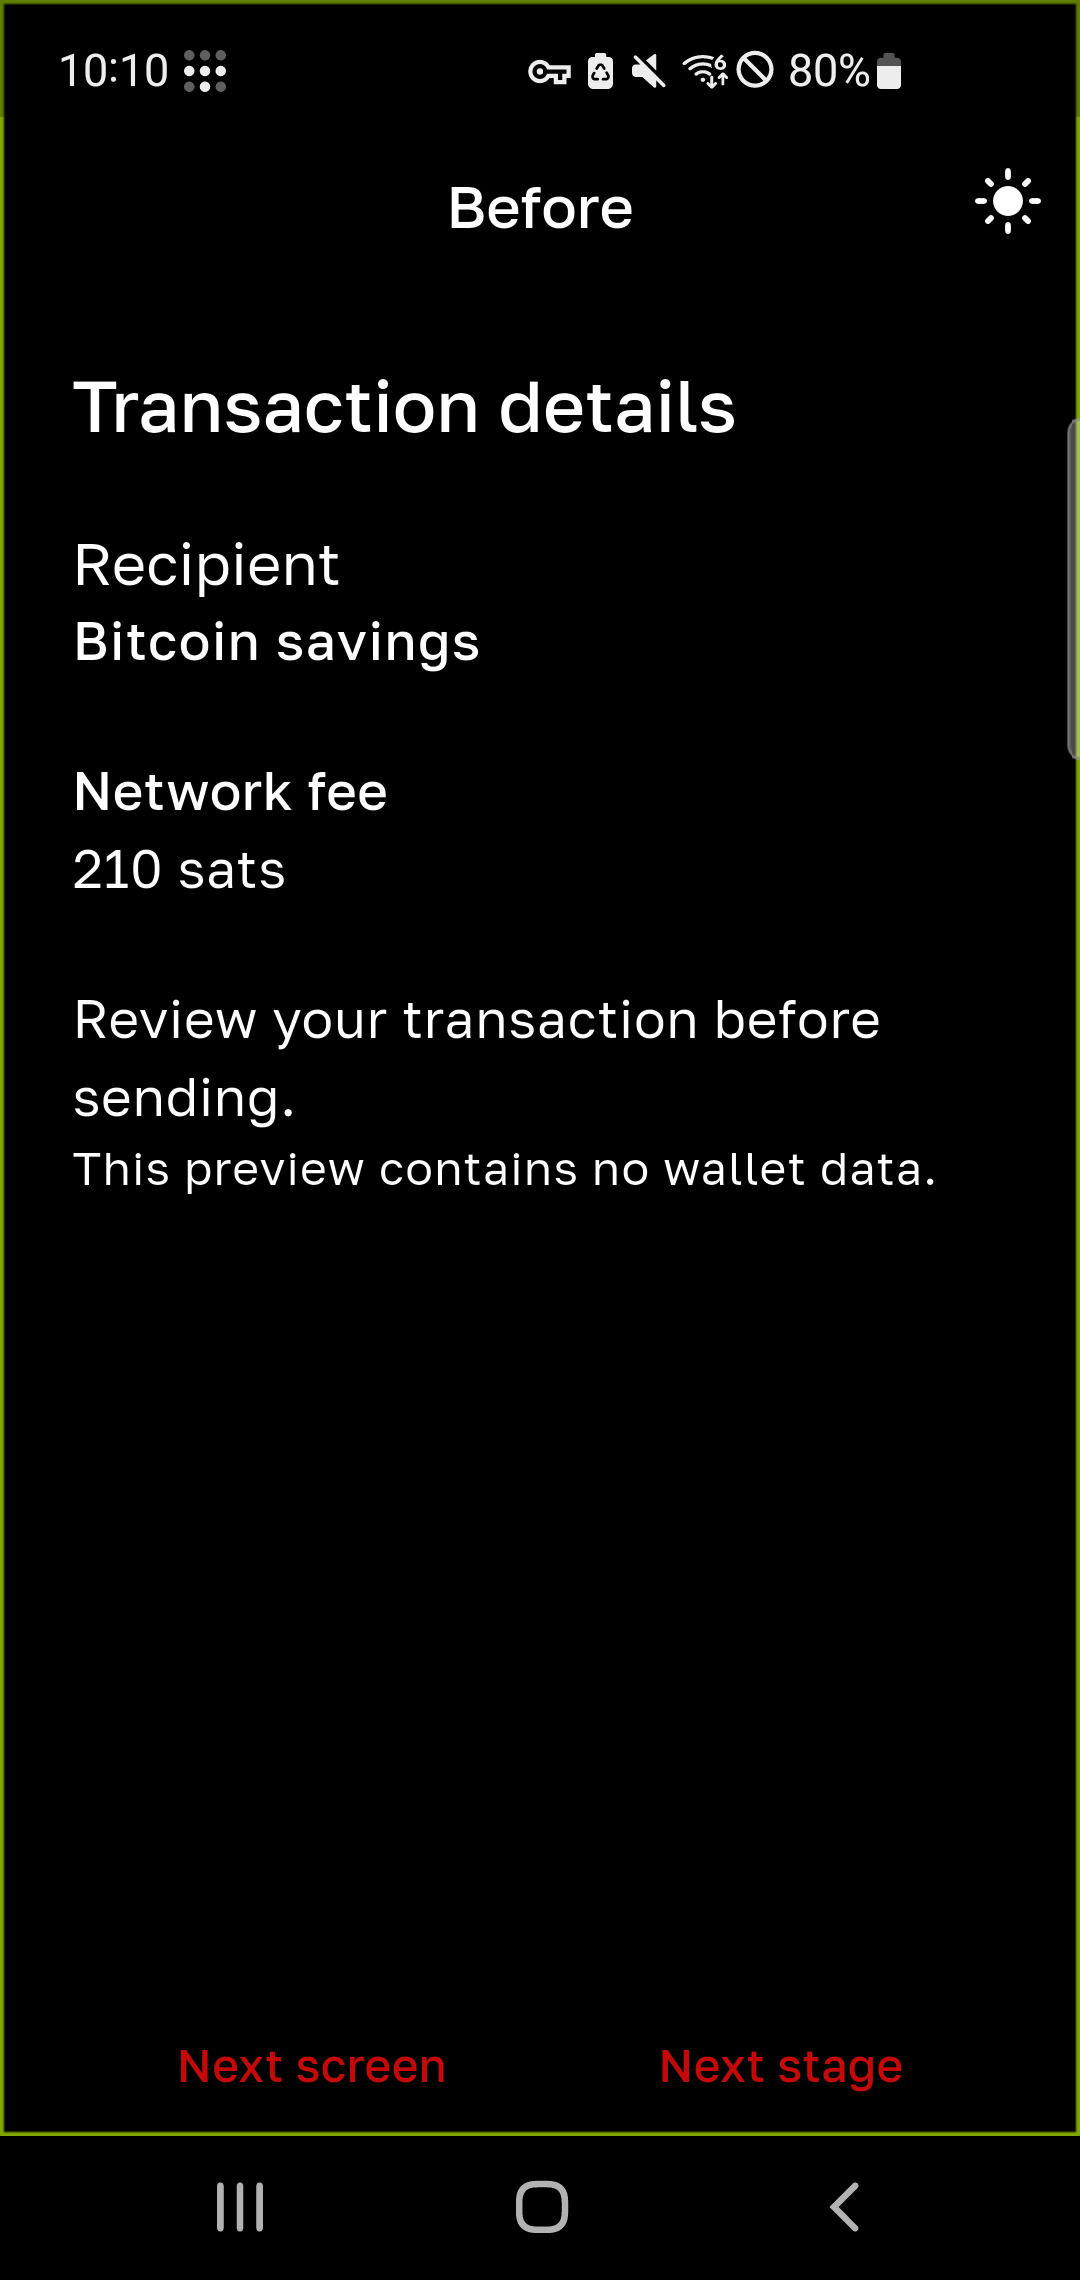 10:10 6 80%
Before
Transaction details
Recipient
Bitcoin savings
Network fee
210 sats
Review your transaction before
sending.
This preview contains no wallet data.
Next screen Next stage